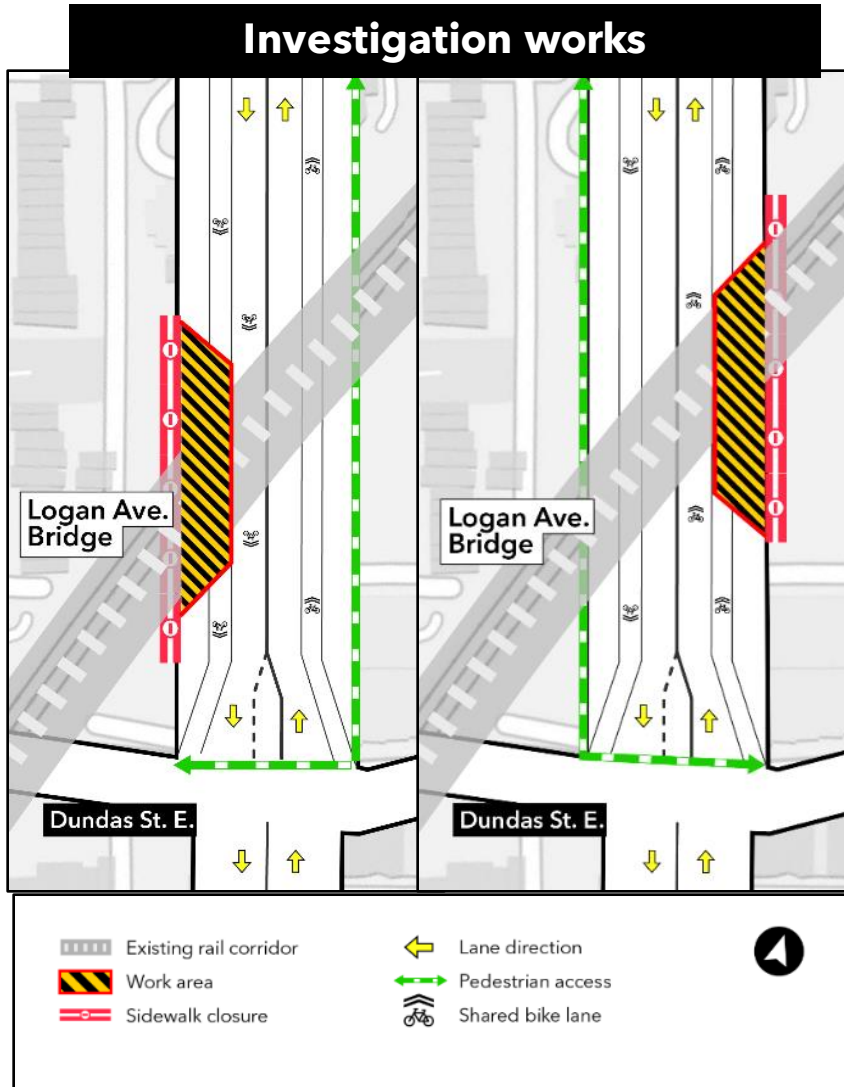 Investigation works
Logan Ave.
Bridge
Dundas St. E.
Logan Ave.
Bridge
Dundas St. E.
Existing rail corridor
Work area
Sidewalk closure
Lane direction
Pedestrian access
Shared bike lane